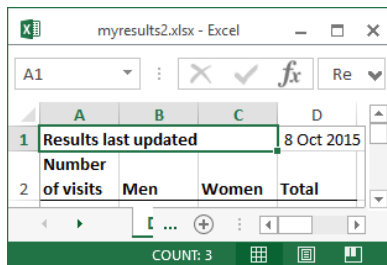 myresults2.xlsx - Excel
A1 fx Re
A B C D
1 Results last updated 8 Oct 2015
Number
2 of visits Men Women Total
...
COUNT: 3